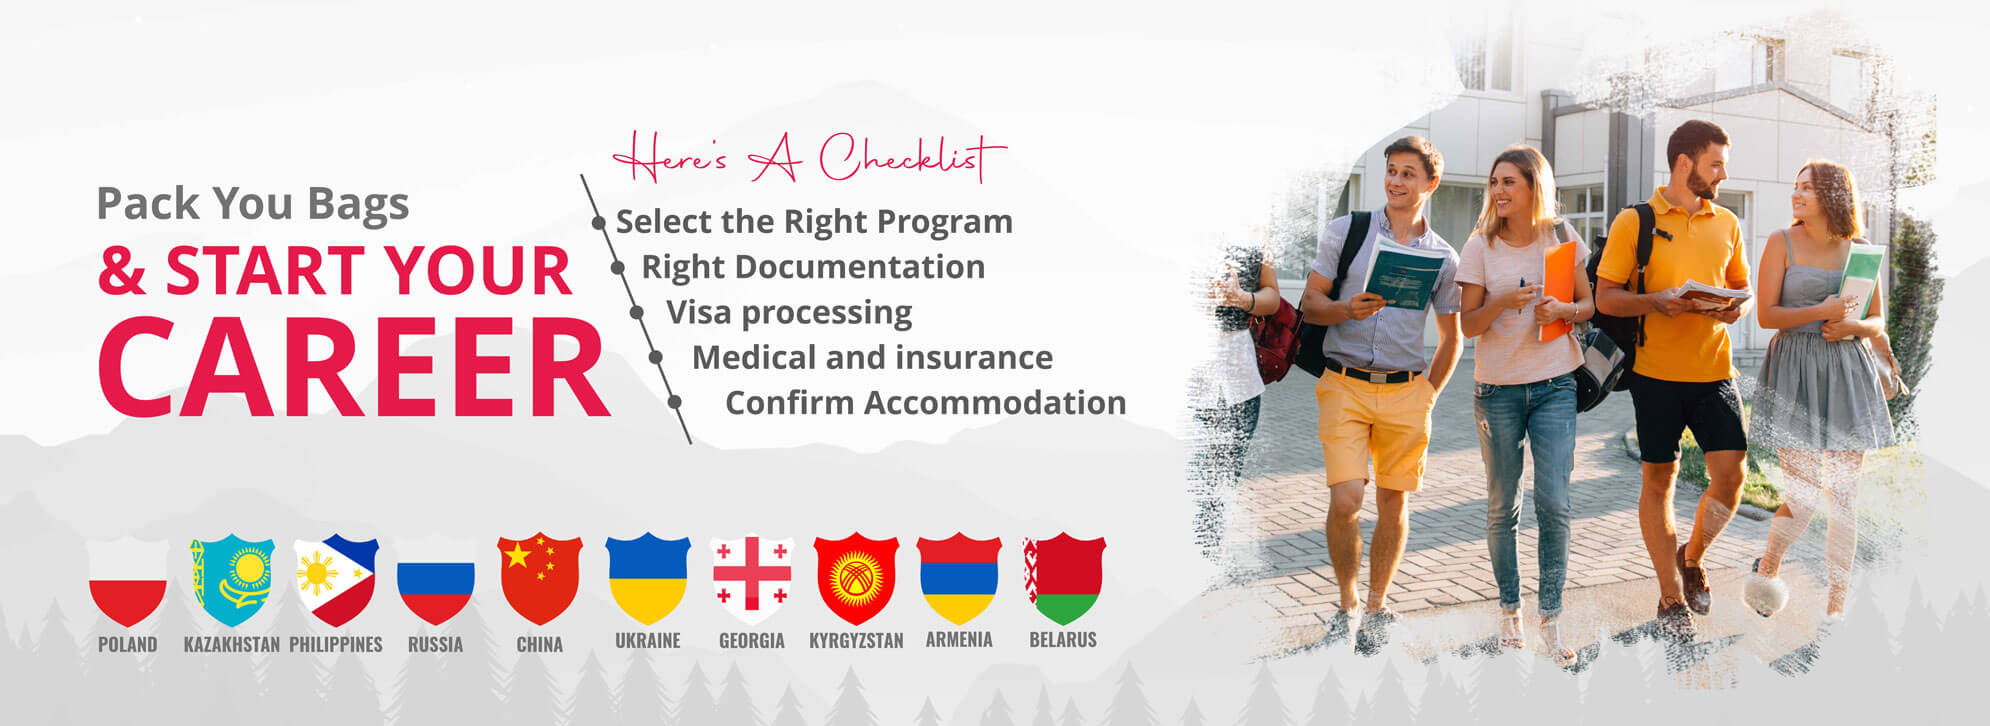 Pack You Bags
& START YOUR
CAREER
Here's A Checklist
Select the Right Program
Right Documentation
Visa processing
Medical and insurance
Confirm Accommodation
POLAND
KAZAKHSTAN
PHILIPPINES
RUSSIA
CHINA
UKRAINE
GEORGIA
KYRGYZSTAN
ARMENIA
BELARUS